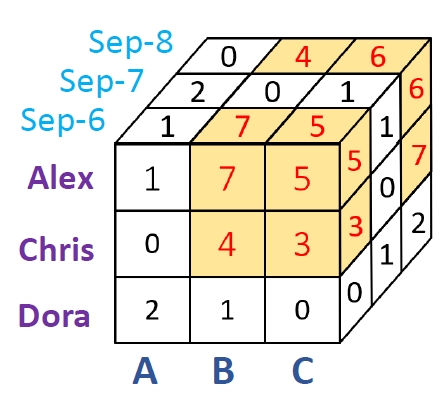 Sep-8 0 4 6
Sep-7 2 0 1 6
Sep-6 1 7 5 1
Alex 1 7 5 5 7
0
Chris 0 4 3 3 2
1
Dora 2 1 0 0
A B C